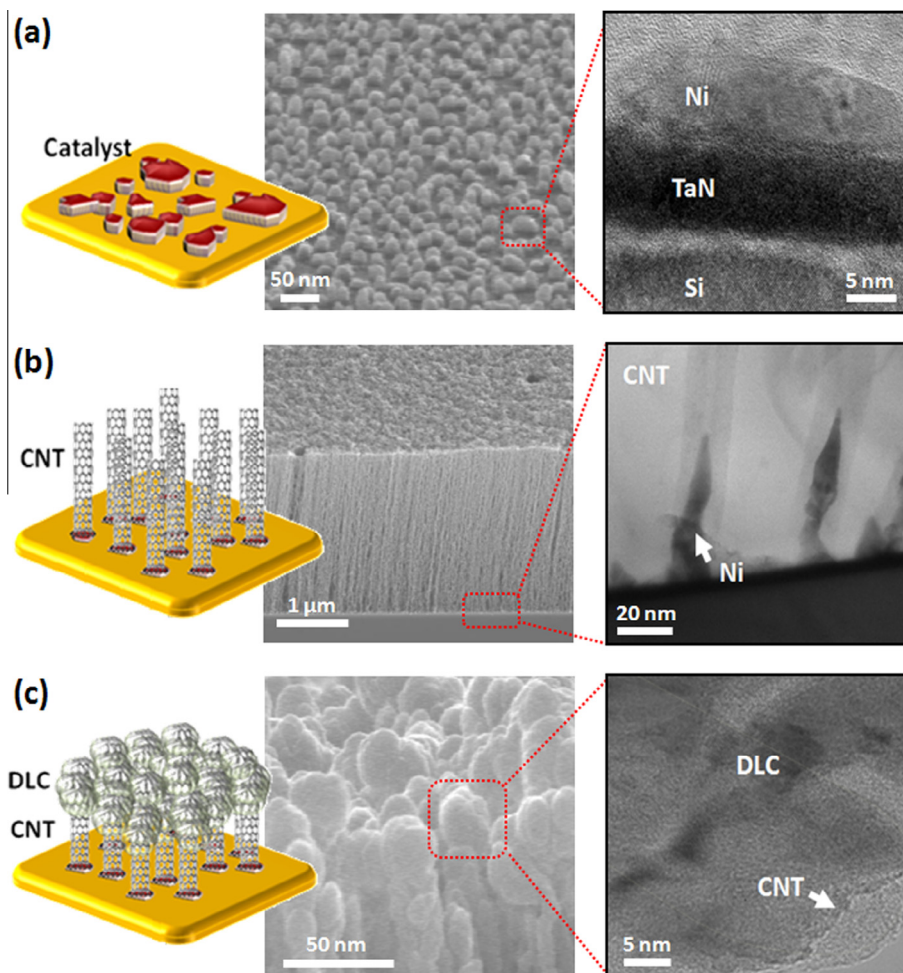 (a)
Catalyst
50 nm
Ni
TaN
Si
5 nm
(b)
CNT
1 μm
CNT
Ni
20 nm
(c)
DLC
CNT
50 nm
DLC
CNT
5 nm